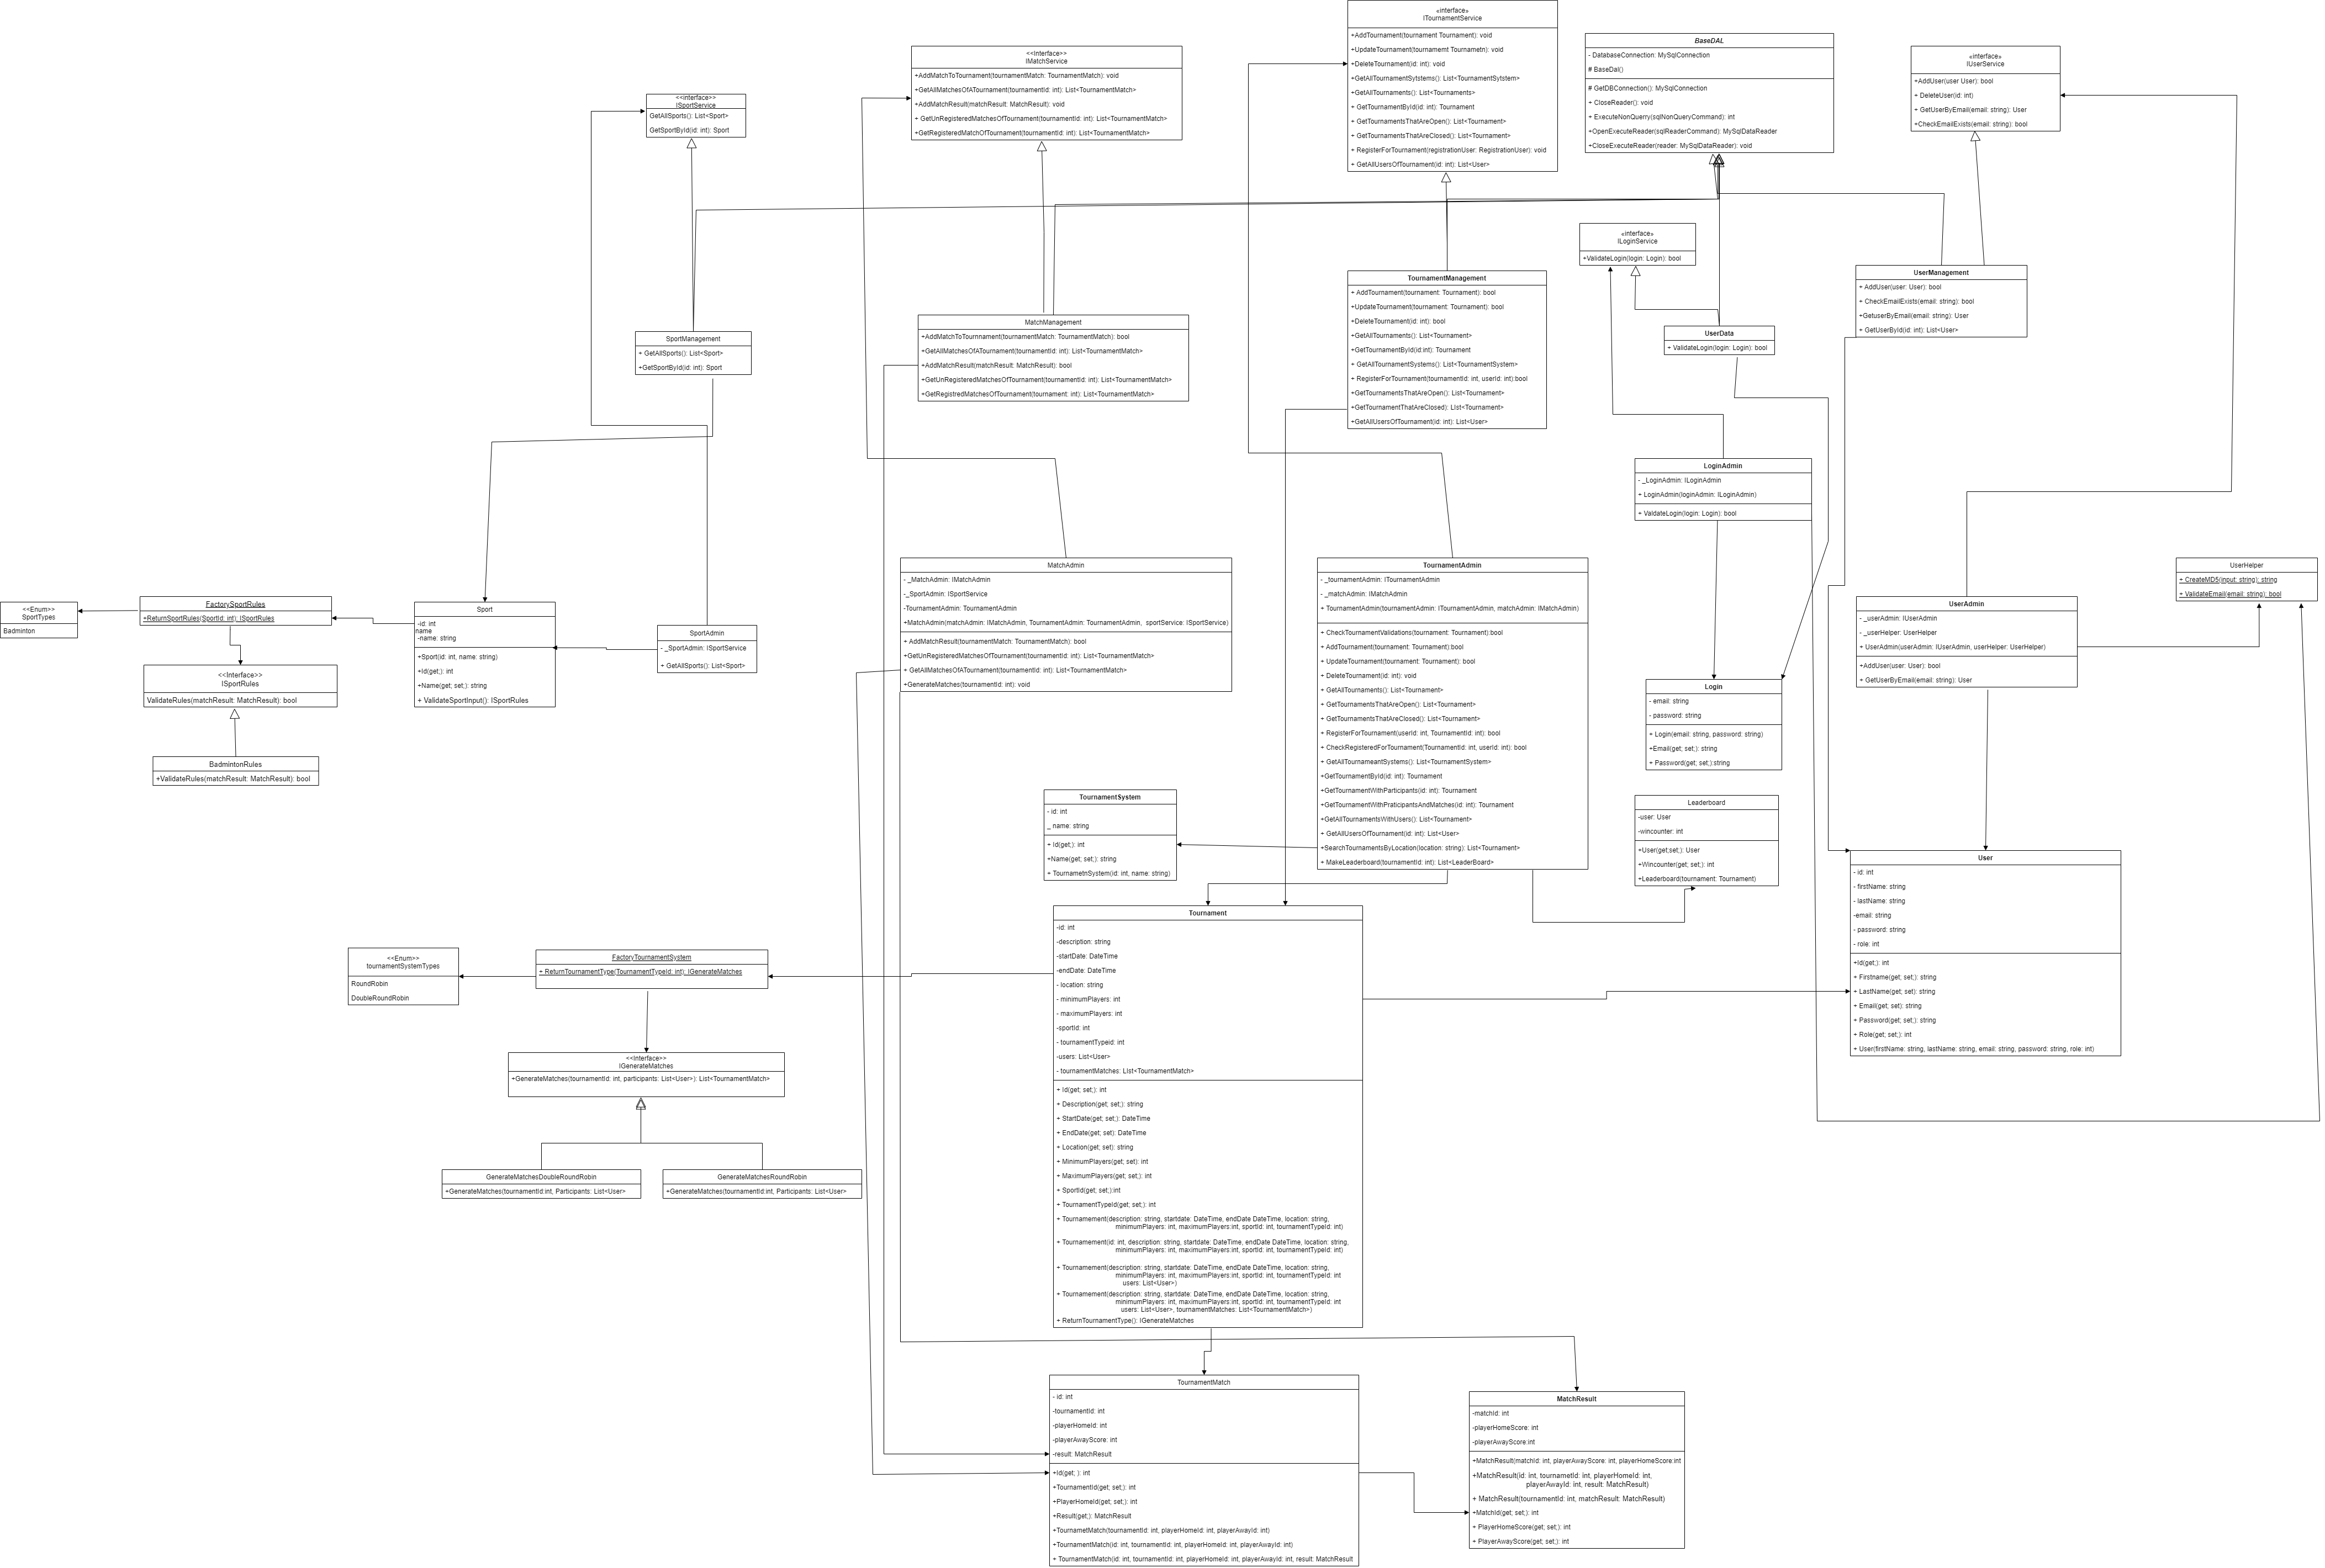 «interface»
ITournamentService
+AddTournament(tournament Tournament): void
+UpdateTournament(tournamemt Tournametn): void
+DeleteTournament(id: int): void
+GetAllTournamentSytstems(): List<TournamentSytstem>
+GetAllTournaments(): List<Tournaments>
+ GetTournamentById(id: int): Tournament
+ GetTournamentsThatAreOpen(): List<Tournament>
+ GetTournamentsThatAreClosed(): List<Tournament>
+ RegisterForTournament(registrationUser: RegistrationUser): void
+ GetAllUsersOfTournament(id: int): List<User>
BaseDAL
- DatabaseConnection: MySqlConnection
# BaseDal()
# GetDBConnection(): MySqlConnection
+ CloseReader(): void
+ ExecuteNonQuerry(sqlNonQueryCommand): int
+OpenExecuteReader(sqlReaderCommand): MySqlDataReader
+CloseExecuteReader(reader: MySqlDataReader): void
«interface»
IUserService
+AddUser(user User): bool
+ DeleteUser(id: int)
+ GetUserByEmail(email: string): User
+CheckEmailExists(email: string): bool
<<Interface>>
IMatchService
+AddMatchToTournament(tournamentMatch: TournamentMatch): void
+GetAllMatchesOfATournament(tournamentId: int): List<TournamentMatch>
+AddMatchResult(matchResult: MatchResult): void
+ GetUnRegisteredMatchesOfTournament(tournamentId: int): List<TournamentMatch>
+GetRegisteredMatchOfTournament(tournamentId: int): List<TournamentMatch>
<<interface>>
ISportService
GetAllSports(): List<Sport>
GetSportById(id: int): Sport
«interface»
ILoginService
+ValidateLogin(login: Login): bool
SportManagement
+ GetAllSports(): List<Sport>
+GetSportById(id: int): Sport
MatchManagement
+AddMatchToTournnament(tournamentMatch: TournamentMatch): bool
+GetAllMatchesOfATournament(tournamentId: int): List<TournamentMatch>
+AddMatchResult(matchResult: MatchResult): bool
+GetUnRegisteredMatchesOfTournament(tournamentId: int): List<TournamentMatch>
+GetRegistredMatchesOfTournament(tournament: int): List<TournamentMatch>
TournamentManagement
+ AddTournament(tournament: Tournament): bool
+UpdateTournament(tournament: Tournament): bool
+DeleteTournament(id: int): bool
+GetAllTornaments(): List<Tournament>
+GetTournamentById(id:int): Tournament
+ GetAllTournamentSystems(): List<TournamentSystem>
+ RegisterForTournament(tournamentId: int, userId: int):bool
+GetTournamentsThatAreOpen(): List<Tournament>
+GetTournamentThatAreClosed): LIst<Tournament>
+GetAllUsersOfTournament(id: int): List<User>
UserData
+ ValidateLogin(login: Login): bool
UserManagement
+ AddUser(user: User): bool
+ CheckEmailExists(email: string): bool
+GetuserByEmail(email: string): User
+ GetUserById(id: int): List<User>
LoginAdmin
- _LoginAdmin: ILoginAdmin
+ LoginAdmin(loginAdmin: ILoginAdmin)
+ ValdateLogin(login: Login): bool
MatchAdmin
- _MatchAdmin: IMatchAdmin
-_SportAdmin: ISportService
-TournamentAdmin: TournamentAdmin
+MatchAdmin(matchAdmin: IMatchAdmin, TournamentAdmin: TournamentAdmin,  sportService: ISportService)
+ AddMatchResult(tournamentMatch: TournamentMatch): bool
+GetUnRegisteredMatchesOfTournament(tournamentId: int): List<TournamentMatch>
+ GetAllMatchesOfATournament(tournamentId: int): List<TournamentMatch>
+GenerateMatches(tournamentId: int): void
TournamentAdmin
- _tournamentAdmin: ITournamentAdmin
- _matchAdmin: IMatchAdmin
+ TournamentAdmin(tournamentAdmin: ITournamentAdmin, matchAdmin: IMatchAdmin)
+ CheckTournamentValidations(tournament: Tournament):bool
+ AddTournament(tournament: Tournament):bool
+ UpdateTournament(tournament: Tournament): bool
+ DeleteTournament(id: int): void
+ GetAllTournaments(): List<Tournament>
+ GetTournamentsThatAreOpen(): List<Tournament>
+ GetTournamentsThatAreClosed(): List<Tournament>
+ RegisterForTournament(userId: int, TournamentId: int): bool
+ CheckRegisteredForTournament(TournamentId: int, userId: int): bool
+ GetAllTournameantSystems(): List<TournamentSystem>
+GetTournamentById(id: int): Tournament
+GetTournamentWithParticipants(id: int): Tournament
+GetTournamentWithPraticipantsAndMatches(id: int): Tournament
+GetAllTournamentsWithUsers(): List<Tournament>
+ GetAllUsersOfTournament(id: int): List<User>
+SearchTournamentsByLocation(location: string): List<Tournament>
+ MakeLeaderboard(tournamentId: int): List<LeaderBoard>
UserHelper
+ CreateMD5(input: string): string
+ ValidateEmail(email: string): bool
UserAdmin
- _userAdmin: IUserAdmin
- _userHelper: UserHelper
+ UserAdmin(userAdmin: IUserAdmin, userHelper: UserHelper)
+AddUser(user: User): bool
+ GetUserByEmail(email: string): User
<<Enum>>
SportTypes
Badminton
FactorySportRules
+ReturnSportRules(SportId: int): ISportRules
<<Interface>>
ISportRules
ValidateRules(matchResult: MatchResult): bool
BadmintonRules
+ValidateRules(matchResult: MatchResult): bool
Sport
-id: int
name
-name: string
+Sport(id: int, name: string)
+Id(get;): int
+Name(get; set;): string
+ ValidateSportInput(): ISportRules
SportAdmin
- _SportAdmin: ISportService
+ GetAllSports(): List<Sport>
Login
- email: string
- password: string
+ Login(email: string, password: string)
+Email(get; set;): string
+ Password(get; set;):string
TournamentSystem
- id: int
_ name: string
+ Id(get;): int
+Name(get; set;): string
+ TournametnSystem(id: int, name: string)
Leaderboard
-user: User
-wincounter: int
+User(get;set;): User
+Wincounter(get; set;): int
+Leaderboard(tournament: Tournament)
User
- id: int
- firstName: string
- lastName: string
-email: string
- password: string
- role: int
+Id(get;): int
+ Firstname(get; set;): string
+ LastName(get; set): string
+ Email(get; set): string
+ Password(get; set;): string
+ Role(get; set;): int
+ User(firstName: string, lastName: string, email: string, password: string, role: int)
Tournament
-id: int
-description: string
-startDate: DateTime
-endDate: DateTime
- location: string
- minimumPlayers: int
- maximumPlayers: int
-sportId: int
- tournamentTypeid: int
-users: List<User>
- tournamentMatches: LIst<TournamentMatch>
+ Id(get; set;): int
+ Description(get; set;): string
+ StartDate(get; set;): DateTime
+ EndDate(get; set): DateTime
+ Location(get; set): string
+ MinimumPlayers(get; set): int
+ MaximumPlayers(get; set;): int
+ SportId(get; set;):int
+ TournamentTypeId(get; set;): int
+ Tournamement(description: string, startdate: DateTime, endDate DateTime, location: string,
minimumPlayers: int, maximumPlayers:int, sportId: int, tournamentTypeId: int)
+ Tournamement(id: int, description: string, startdate: DateTime, endDate DateTime, location: string,
minimumPlayers: int, maximumPlayers:int, sportId: int, tournamentTypeId: int)
+ Tournamement(description: string, startdate: DateTime, endDate DateTime, location: string,
minimumPlayers: int, maximumPlayers:int, sportId: int, tournamentTypeId: int
users: List<User>)
+ Tournamement(description: string, startdate: DateTime, endDate DateTime, location: string,
minimumPlayers: int, maximumPlayers:int, sportId: int, tournamentTypeId: int
users: List<User>, tournamentMatches: List<TournamentMatch>)
+ ReturnTournamentType(): IGenerateMatches
<<Enum>>
tournamentSystemTypes
RoundRobin
DoubleRoundRobin
FactoryTournamentSystem
+ ReturnTournamentType(TournamentTypeId: int): IGenerateMatches
<<Interface>>
IGenerateMatches
+GenerateMatches(tournamentId: int, participants: List<User>): List<TournamentMatch>
GenerateMatchesDoubleRoundRobin
+GenerateMatches(tournamentId:int, Participants: List<User>
GenerateMatchesRoundRobin
+GenerateMatches(tournamentId:int, Participants: List<User>
TournamentMatch
- id: int
-tournamentId: int
-playerHomeId: int
-playerAwayScore: int
-result: MatchResult
+Id(get; ): int
+TournamentId(get; set;): int
+PlayerHomeId(get; set;): int
+Result(get;): MatchResult
+TournametMatch(tournamentId: int, playerHomeId: int, playerAwayId: int)
+TournamentMatch(id: int, tournamentId: int, playerHomeId: int, playerAwayId: int)
+ TournamentMatch(id: int, tournamentId: int, playerHomeId: int, playerAwayId: int, result: MatchResult
MatchResult
-matchId: int
-playerHomeScore: int
-playerAwayScore:int
+MatchResult(matchId: int, playerAwayScore: int, playerHomeScore:int
+MatchResult(id: int, tournametId: int, playerHomeId: int,
playerAwayId: int, result: MatchResult)
+ MatchResult(tournamentId: int, matchResult: MatchResult)
+MatchId(get; set;): int
+ PlayerHomeScore(get; set;): int
+ PlayerAwayScore(get; set;): int